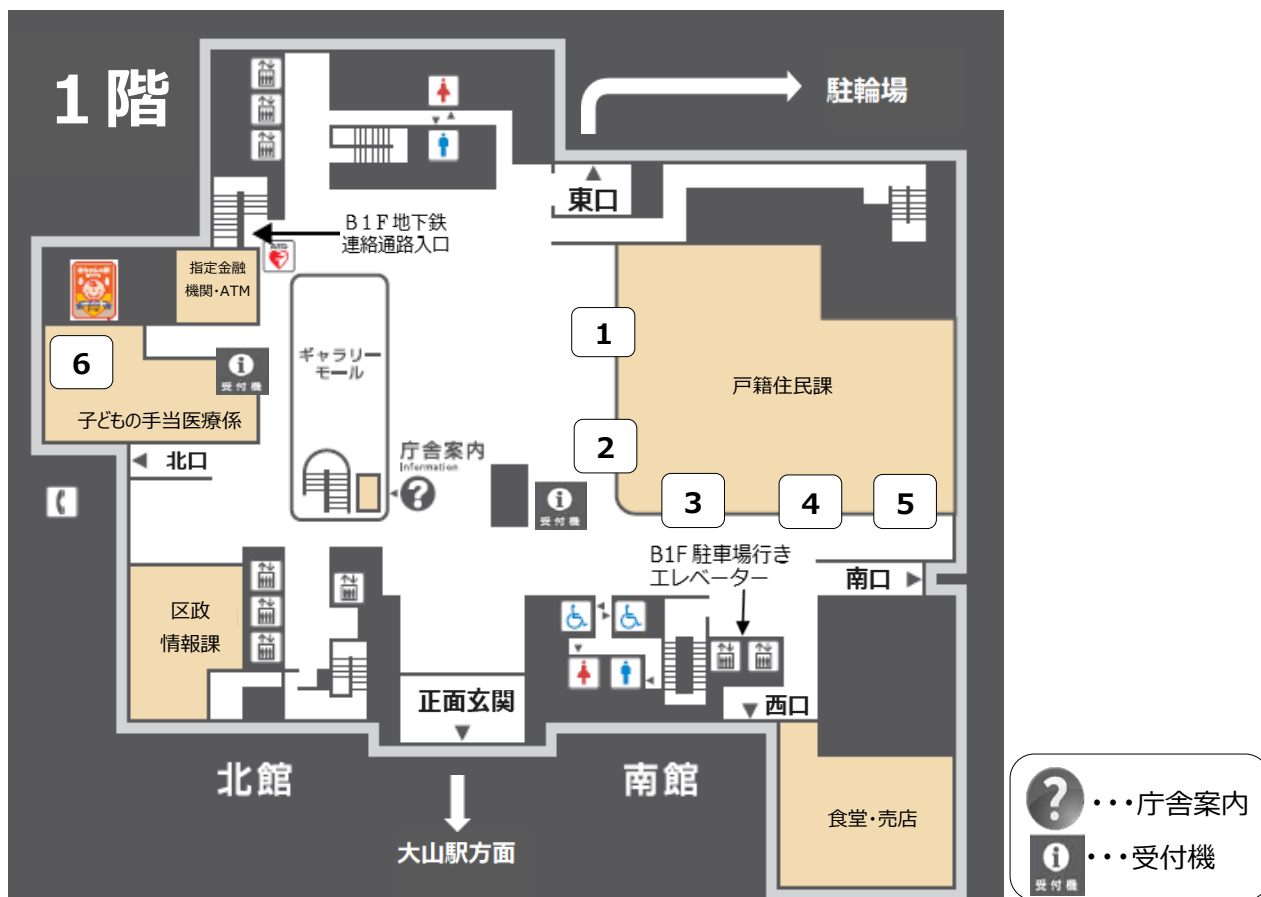 1階
駐輪場
東口
B1F地下鉄
連絡通路入口
指定金融
機関・ATM
1
6
ギャラリー
モール
戸籍住民課
受付機
子どもの手当医療係
2
庁舎案内
Information
北口
受付機
3
4
5
B1F 駐車場行き
エレベーター
南口
区政
情報課
正面玄関
西口
北館
南館
大山駅方面
食堂・売店
?・・・庁舎案内
i・・・受付機
受付機